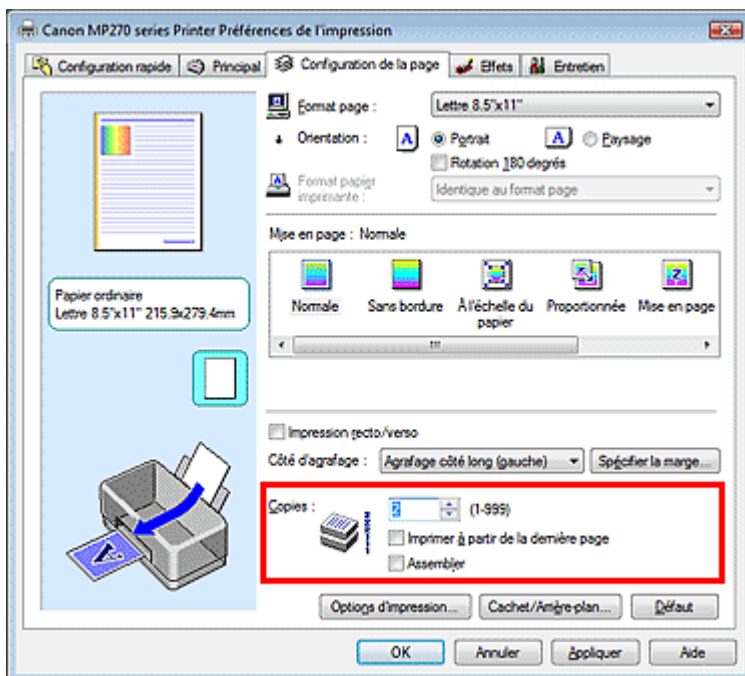 Canon MP270 series Printer Préférences de l'impression
Configuration rapide Principal Configuration de la page Effets Entretien
Format page : Lettre 8.5"x11"
Orientation : A Portrait A Paysage
Rotation 180 degrés
Format papier imprimante : Identique au format page
Mise en page : Normale
Normale Sans bordure À l'échelle du papier Proportionnée Mise en page
Papier ordinaire
Lettre 8.5"x11" 215.9x279.4mm
Impression recto/verso
Côté d'agrafage : Agrafage côté long (gauche) Spécifier la marge...
Copies : 2 (1-999)
Imprimer à partir de la dernière page
Assembler
Options d'impression... Cachet/Arrière-plan... Défaut
OK Annuler Appliquer Aide